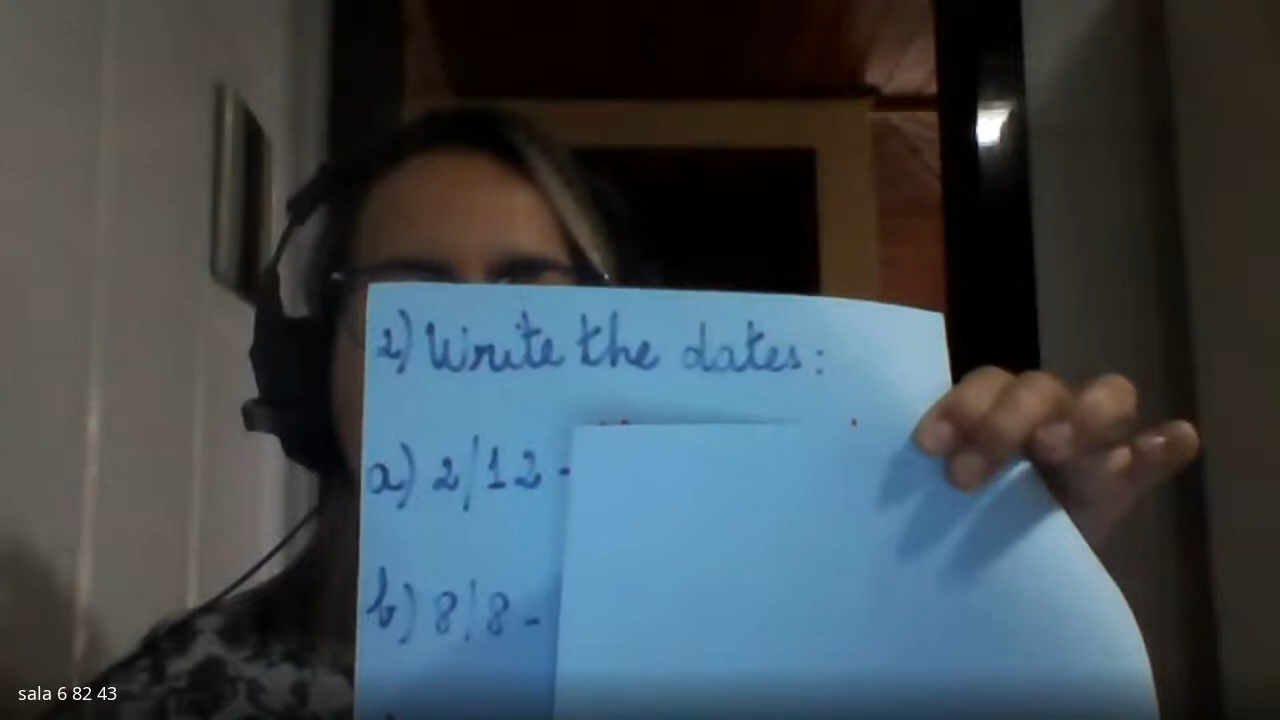 2) Write the dates:
a) 2/12 -
b) 8/8 -
sala 6 82 43